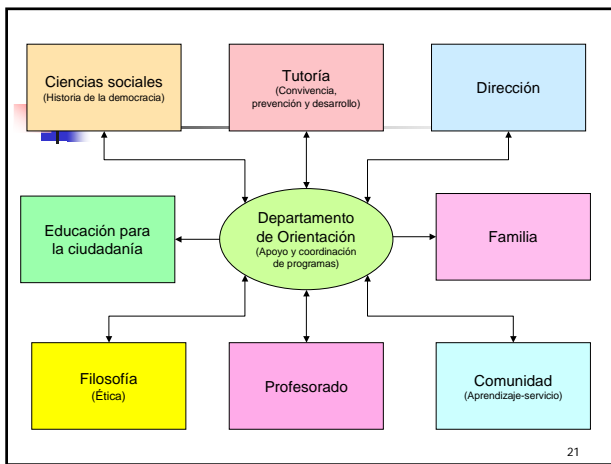 Ciencias sociales
(Historia de la democracia)
Tutoría
(Convivencia,
prevención y desarrollo)
Dirección
Educación para
la ciudadanía
Departamento
de Orientación
(Apoyo y coordinación
de programas)
Familia
Filosofía
(Ética)
Profesorado
Comunidad
(Aprendizaje-servicio)
21